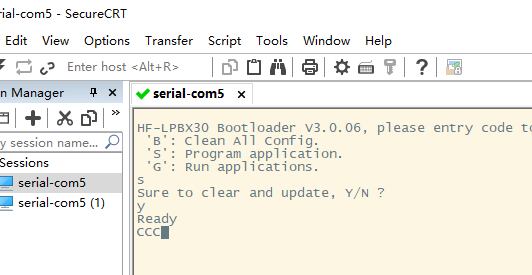 rial-com5 - SecureCRT
Edit View Options Transfer Script Tools Window Help
Enter host <Alt+R>
n Manager
serial-com5
y session name...
Sessions
serial-com5
serial-com5 (1)
HF-LPBX30 Bootloader V3.0.06, please entry code to
'B': Clean All Config.
'S': Program application.
'G': Run applications.
s
Sure to clear and update, Y/N ?
y
Ready
CCC